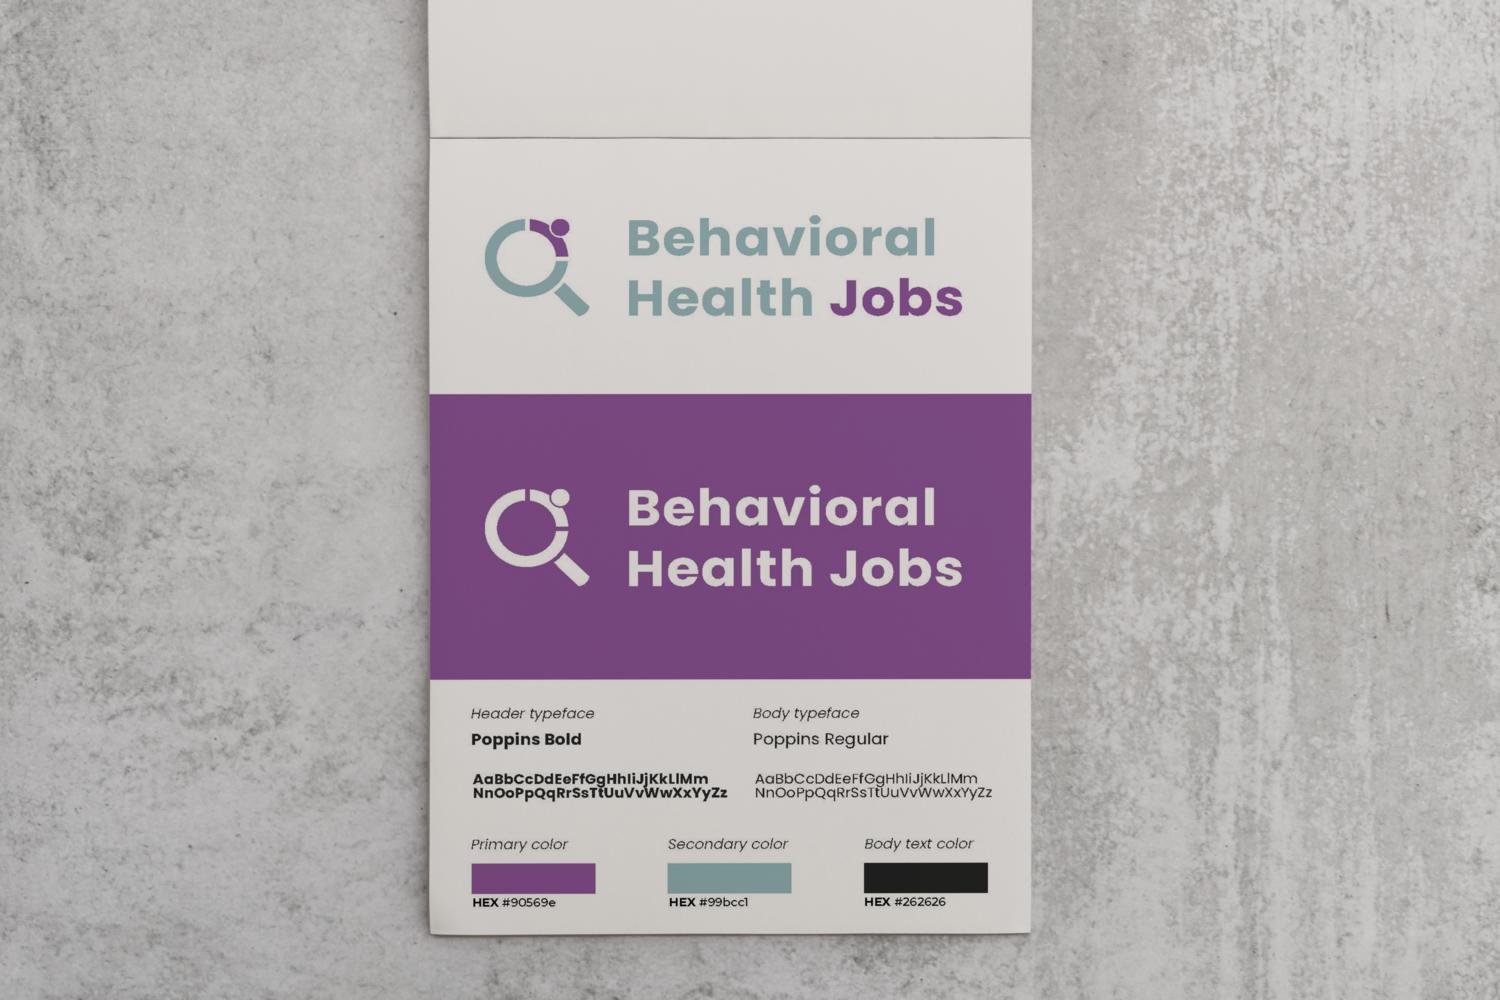 Behavioral
Health Jobs
Behavioral
Health Jobs
Header typeface
Body typeface
Poppins Bold
Poppins Regular
AaBbCcDdEeFfGgHhIiJjKkLlMm
NnOoPpQqRrSsTtUuVvWwXxYyZz
AaBbCcDdEeFfGgHhIiJjKkLlMm
NnOoPpQqRrSsTtUuVvWwXxYyZz
Primary color
Secondary color
Body text color
HEX #90569e
HEX #99bcc1
HEX #262626